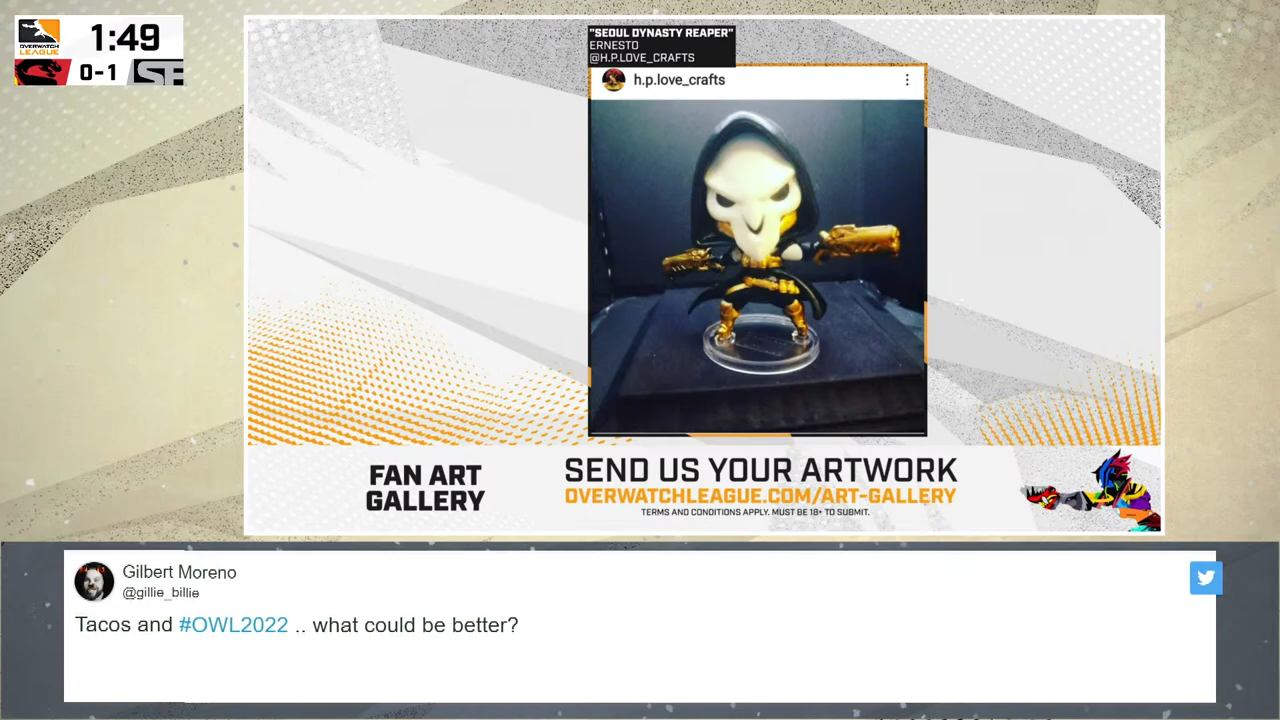 OVERWATCH
LEAGUE
1:49
0-1
SF
"SEOUL DYNASTY REAPER"
ERNESTO
@H.P.LOVE_CRAFTS
h.p.love_crafts
FAN ART
GALLERY
SEND US YOUR ARTWORK
OVERWATCHLEAGUE.COM/ART-GALLERY
TERMS AND CONDITIONS APPLY. MUST BE 18+ TO SUBMIT.
Gilbert Moreno
@gillie_billie
Tacos and #OWL2022 .. what could be better?